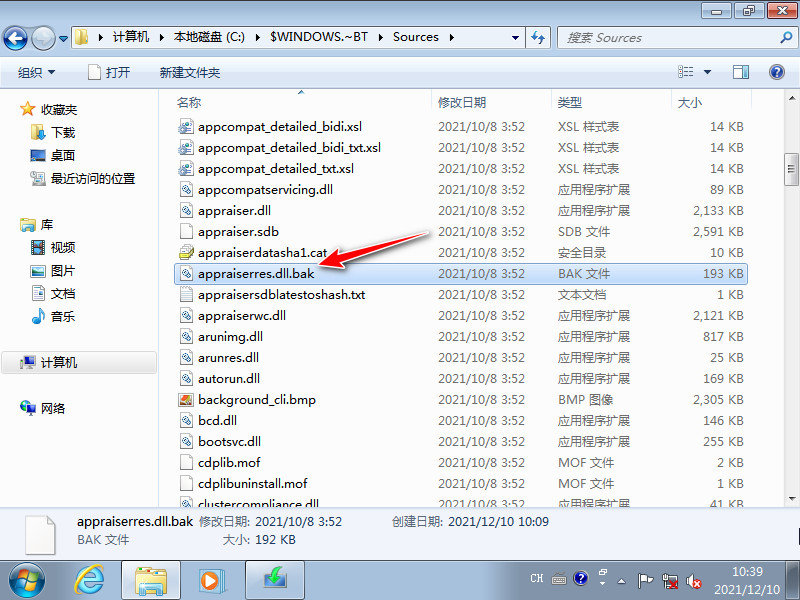 计算机 本地磁盘 (C:) $WINDOWS.~BT Sources 搜索 Sources
组织 打开 新建文件夹
名称 修改日期 类型 大小
收藏夹
下载
桌面
最近访问的位置
库
视频
图片
文档
音乐
计算机
网络
appcompat_detailed_bidi.xsl 2021/10/8 3:52 XSL 样式表 14 KB
appcompat_detailed_bidi_txt.xsl 2021/10/8 3:52 XSL 样式表 14 KB
appcompat_detailed_txt.xsl 2021/10/8 3:52 XSL 样式表 14 KB
appcompatservicing.dll 2021/10/8 3:52 应用程序扩展 89 KB
appraiser.dll 2021/10/8 3:52 应用程序扩展 2,133 KB
appraiser.sdb 2021/10/8 3:52 SDB 文件 2,591 KB
appraiserdatasha1.cat 2021/10/8 3:52 安全目录 10 KB
appraiserres.dll.bak 2021/10/8 3:52 BAK 文件 193 KB
appraisersdblatestoshash.txt 2021/10/8 3:52 文本文档 1 KB
appraiserwc.dll 2021/10/8 3:52 应用程序扩展 2,121 KB
arunimg.dll 2021/10/8 3:52 应用程序扩展 817 KB
arunres.dll 2021/10/8 3:52 应用程序扩展 25 KB
autorun.dll 2021/10/8 3:52 应用程序扩展 169 KB
background_cli.bmp 2021/10/8 3:52 BMP 图像 2,305 KB
bcd.dll 2021/10/8 3:52 应用程序扩展 146 KB
bootsvc.dll 2021/10/8 3:52 应用程序扩展 255 KB
cdplib.mof 2021/10/8 3:52 MOF 文件 2 KB
cdplibuninstall.mof 2021/10/8 3:52 MOF 文件 1 KB
clustercompliance.dll 2021/10/8 3:52 应用程序扩展 41 KB
appraiserres.dll.bak 修改日期: 2021/10/8 3:52 创建日期: 2021/12/10 10:09
BAK 文件 大小: 192 KB
CH 10:39
2021/12/10